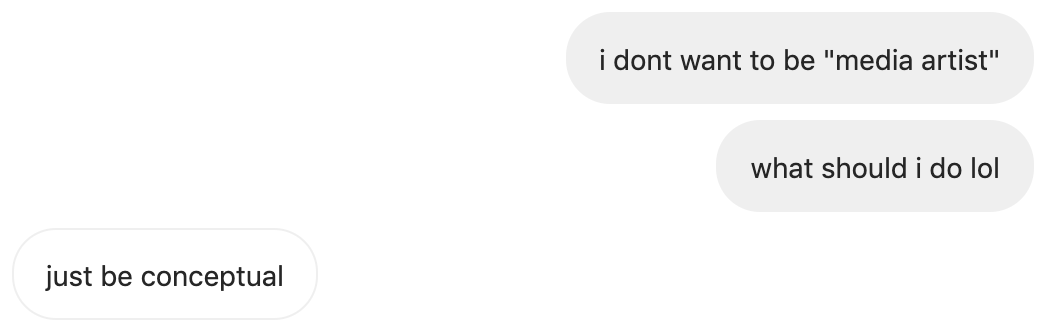 i dont want to be "media artist"
what should i do lol
just be conceptual